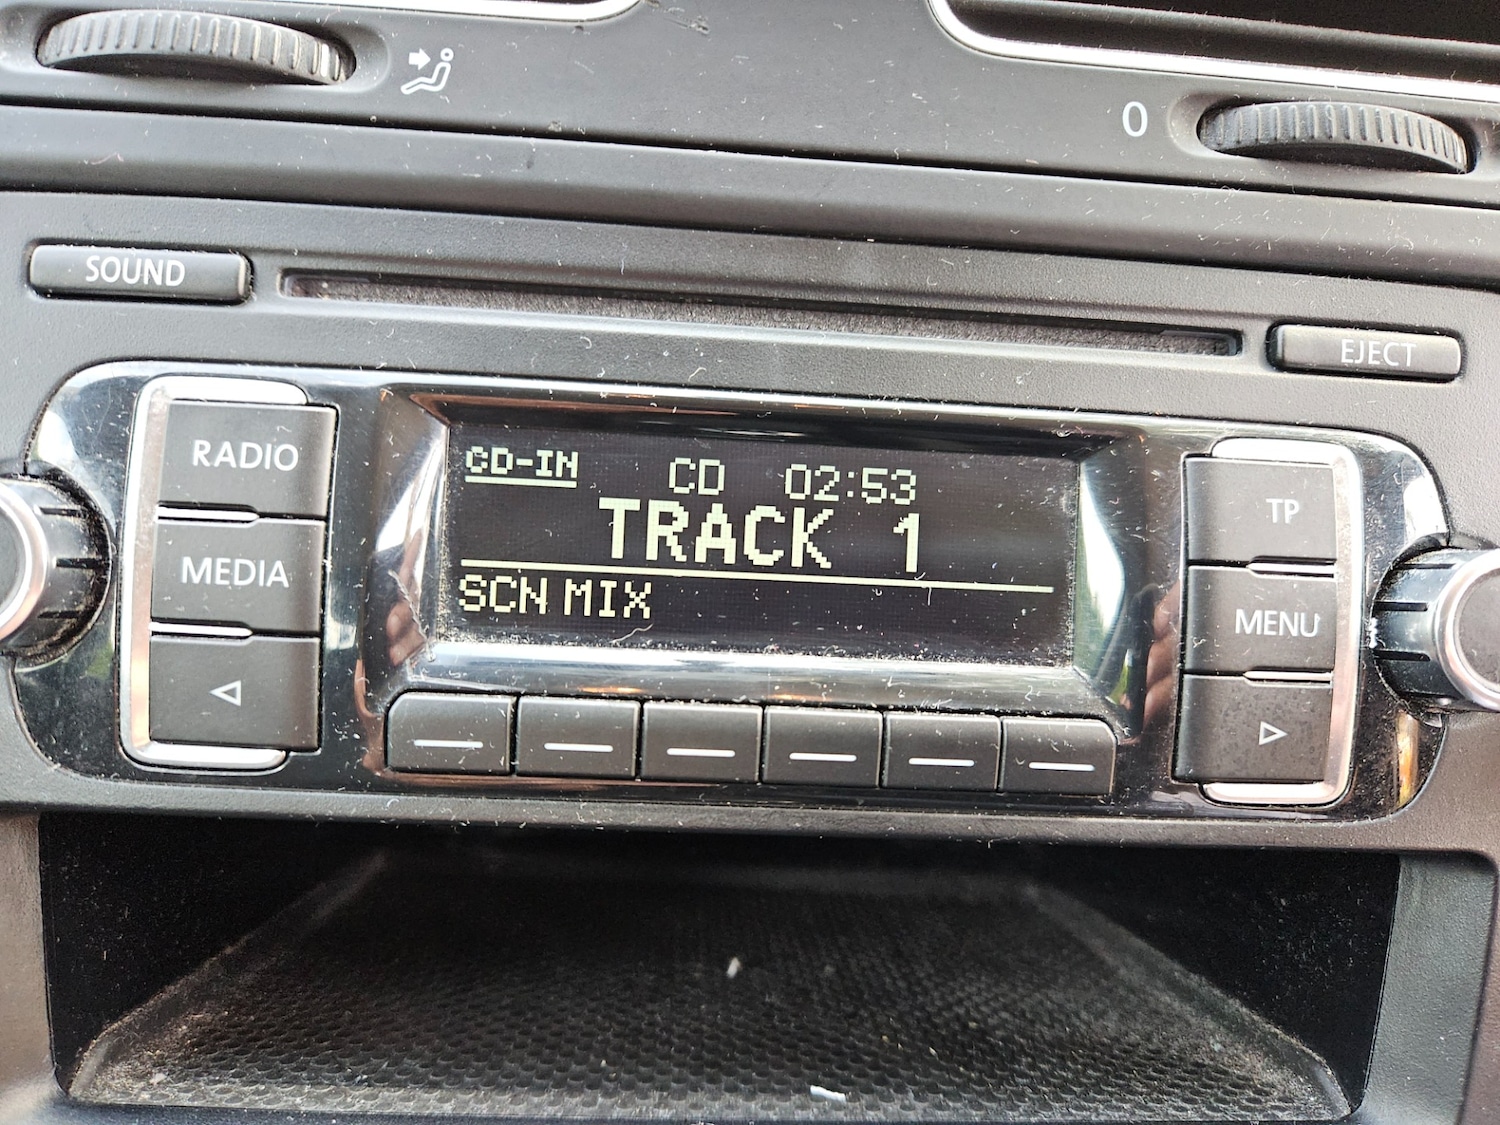 0
SOUND
EJECT
RADIO
MEDIA
CD-IN CD 02:53
TRACK 1
SCN MIX
TP
MENU